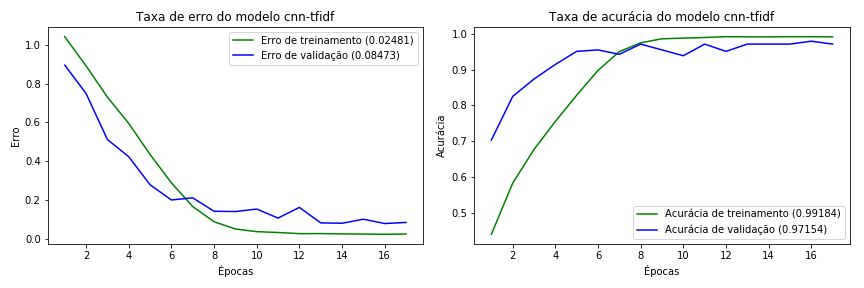 Taxa de erro do modelo cnn-tfidf
Erro de treinamento (0.02481)
Erro de validação (0.08473)
1.0
0.8
0.6
0.4
0.2
0.0
Erro
2 4 6 8 10 12 14 16
Épocas
Taxa de acurácia do modelo cnn-tfidf
1.0
0.9
0.8
0.7
0.6
0.5
Acurácia
Acurácia de treinamento (0.99184)
Acurácia de validação (0.97154)
2 4 6 8 10 12 14 16
Épocas